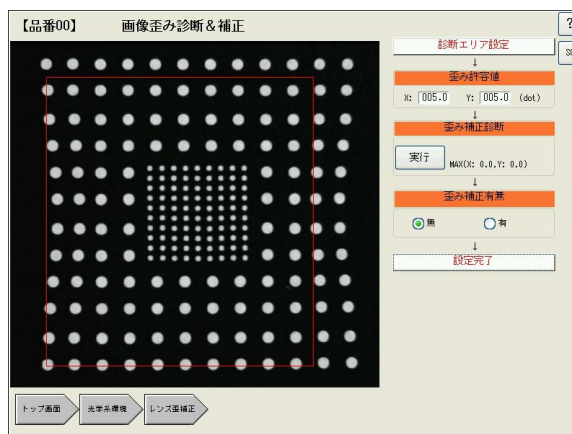 【品番00】 画像歪み診断&補正
?
診断エリア設定
↓
歪み許容値
X: 005.0 Y: 005.0 (dot)
↓
歪み補正診断
実行 MAX(X: 0.0,Y: 0.0)
↓
歪み補正有無
無 有
↓
設定完了
トップ画面 光学系環境 レンズ歪補正